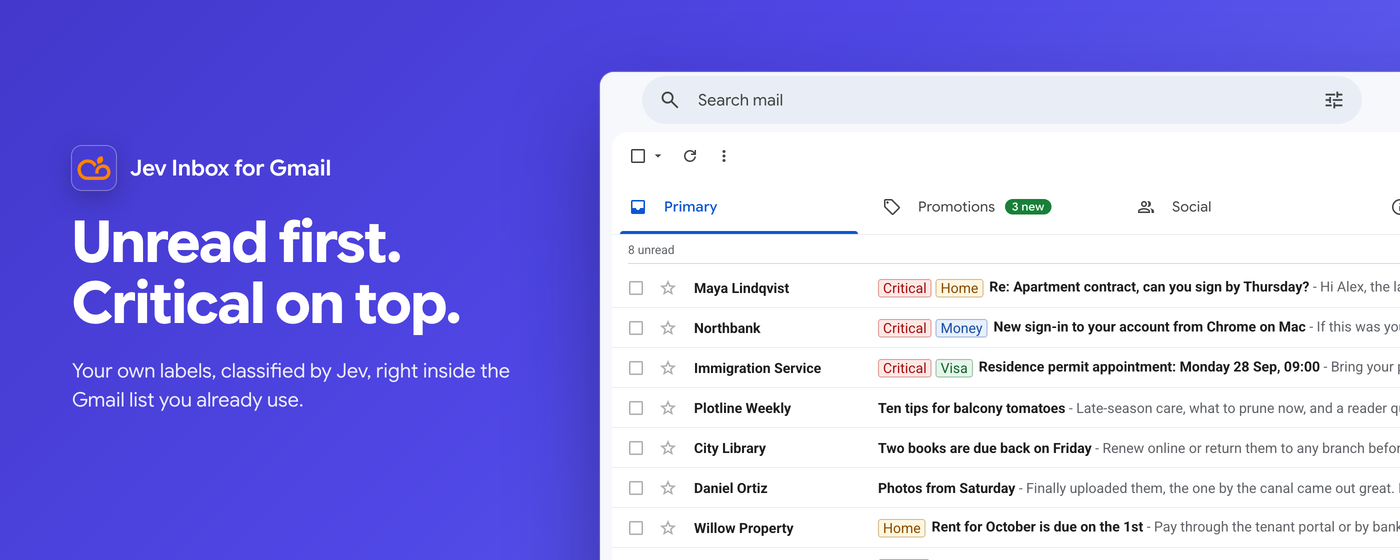 Jev Inbox for Gmail
Unread first.
Critical on top.
Your own labels, classified by Jev, right inside the
Gmail list you already use.
Search mail
Primary
Promotions 3 new
Social
8 unread
Maya Lindqvist Critical Home Re: Apartment contract, can you sign by Thursday? - Hi Alex, the
Northbank Critical Money New sign-in to your account from Chrome on Mac - If this was
Immigration Service Critical Visa Residence permit appointment: Monday 28 Sep, 09:00 - Bring your
Plotline Weekly Ten tips for balcony tomatoes - Late-season care, what to prune now, and a reader
City Library Two books are due back on Friday - Renew online or return them to any branch
Daniel Ortiz Photos from Saturday - Finally uploaded them, the one by the canal came out great.
Willow Property Home Rent for October is due on the 1st - Pay through the tenant portal or by